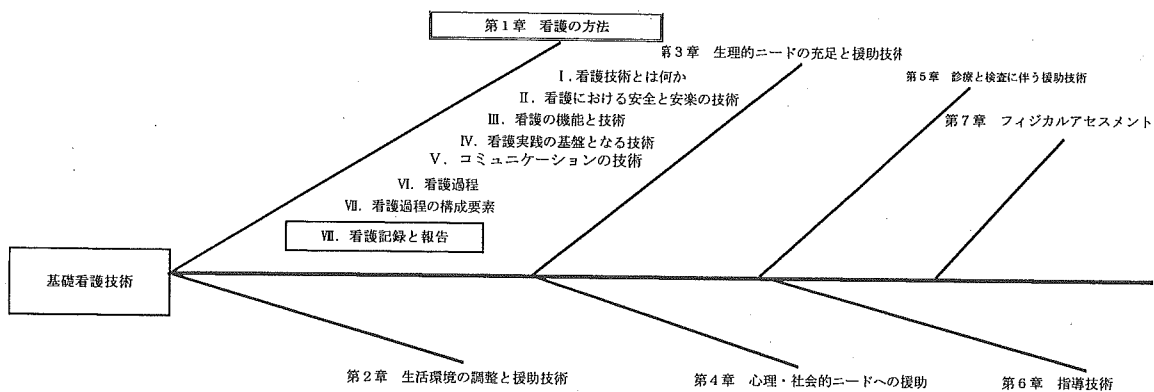 第1章 看護の方法
第3章 生理的ニードの充足と援助技術
Ⅰ.看護技術とは何か
第5章 診療と検査に伴う援助技術
Ⅱ.看護における安全と安楽の技術
Ⅲ.看護の機能と技術
第7章 フィジカルアセスメント
Ⅳ.看護実践の基盤となる技術
Ⅴ.コミュニケーションの技術
Ⅵ.看護過程
Ⅶ.看護過程の構成要素
Ⅷ.看護記録と報告
基礎看護技術
第2章 生活環境の調整と援助技術
第4章 心理・社会的ニードへの援助
第6章 指導技術